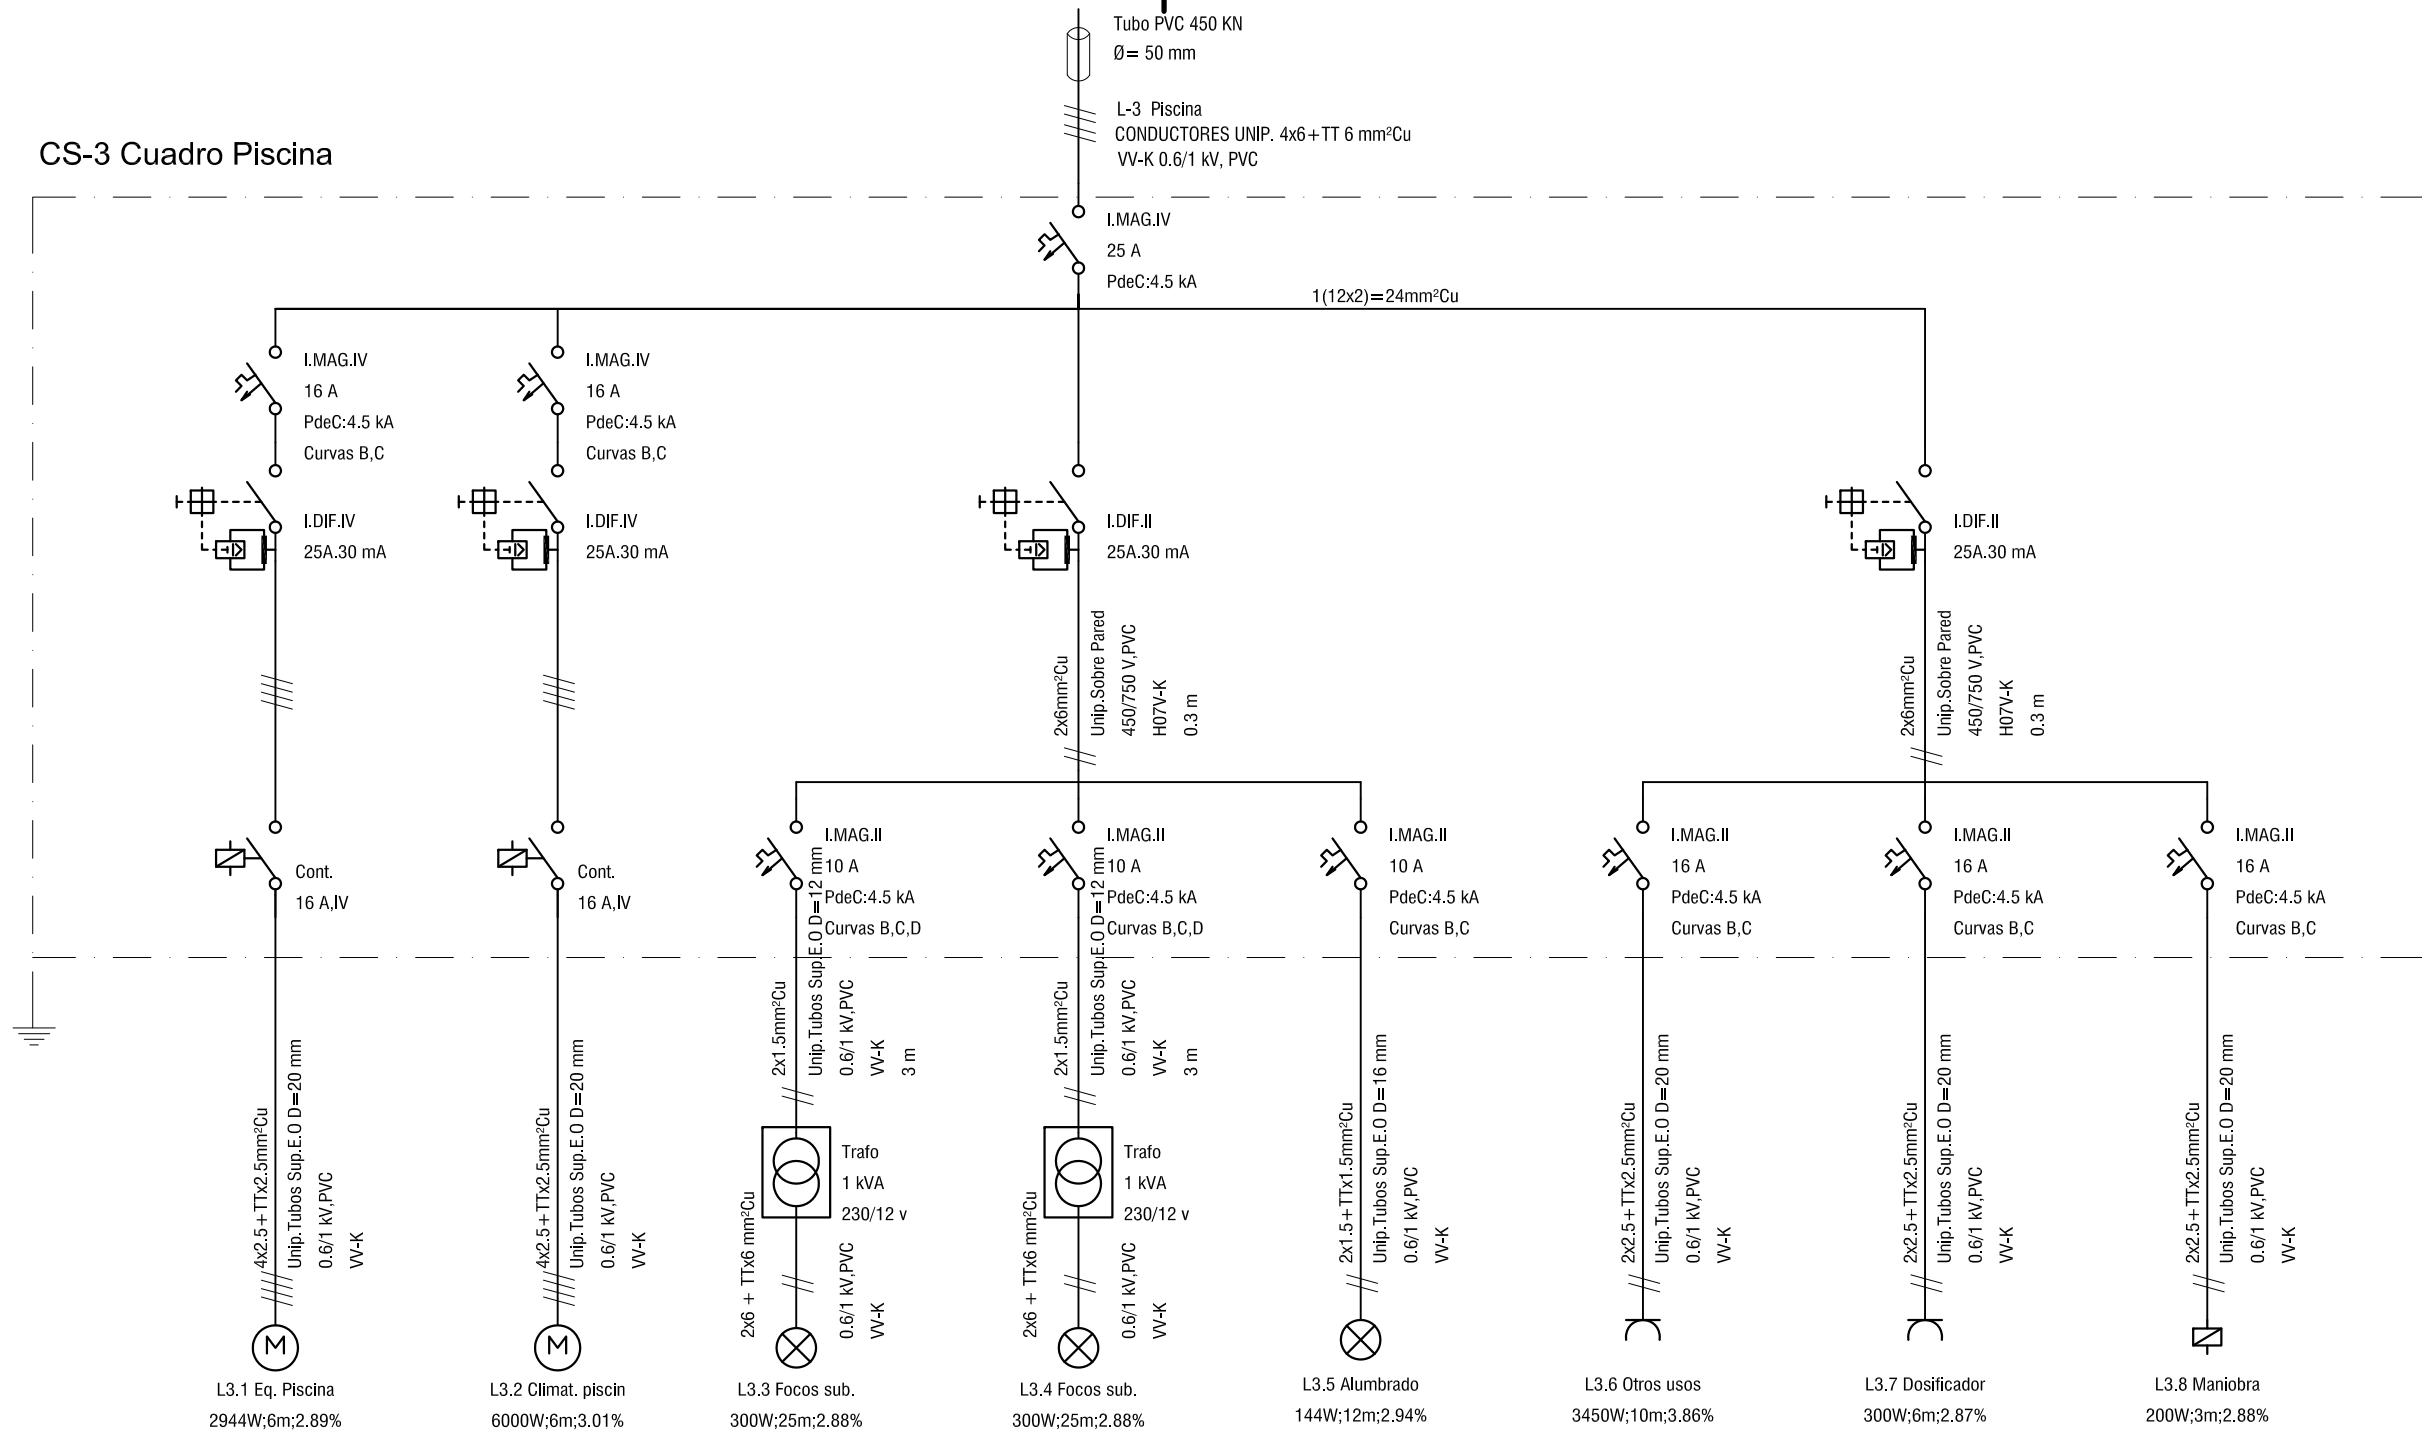 Tubo PVC 450 KN
Ø= 50 mm
L-3 Piscina
CONDUCTORES UNIP. 4x6+TT 6 mm²Cu
VV-K 0.6/1 kV, PVC
CS-3 Cuadro Piscina
I.MAG.IV
25 A
PdeC:4.5 kA
1(12x2)=24mm²Cu
I.MAG.IV
16 A
PdeC:4.5 kA
Curvas B,C
I.MAG.IV
16 A
PdeC:4.5 kA
Curvas B,C
I.DIF.IV
25A.30 mA
I.DIF.IV
25A.30 mA
I.DIF.II
25A.30 mA
I.DIF.II
25A.30 mA
2x6mm²Cu
Unip.Sobre Pared
450/750 V,PVC
H07V-K
0.3 m
2x6mm²Cu
Unip.Sobre Pared
450/750 V,PVC
H07V-K
0.3 m
Cont.
16 A,IV
Cont.
16 A,IV
I.MAG.II
10 A
PdeC:4.5 kA
Curvas B,C,D
I.MAG.II
10 A
PdeC:4.5 kA
Curvas B,C,D
I.MAG.II
10 A
PdeC:4.5 kA
Curvas B,C
I.MAG.II
16 A
PdeC:4.5 kA
Curvas B,C
I.MAG.II
16 A
PdeC:4.5 kA
Curvas B,C
I.MAG.II
16 A
PdeC:4.5 kA
Curvas B,C
4x2.5+TTx2.5mm²Cu
Unip.Tubos Sup.E.O D=20 mm
0.6/1 kV,PVC
VV-K
4x2.5+TTx2.5mm²Cu
Unip.Tubos Sup.E.O D=20 mm
0.6/1 kV,PVC
VV-K
2x1.5mm²Cu
Unip.Tubos Sup.E.O D=12 mm
0.6/1 kV,PVC
VV-K
3 m
Trafo
1 kVA
230/12 v
2x6 + TTx6 mm²Cu
0.6/1 kV,PVC
VV-K
2x1.5mm²Cu
Unip.Tubos Sup.E.O D=12 mm
0.6/1 kV,PVC
VV-K
3 m
Trafo
1 kVA
230/12 v
2x6 + TTx6 mm²Cu
0.6/1 kV,PVC
VV-K
2x1.5+TTx1.5mm²Cu
Unip.Tubos Sup.E.O D=16 mm
0.6/1 kV,PVC
VV-K
2x2.5+TTx2.5mm²Cu
Unip.Tubos Sup.E.O D=20 mm
0.6/1 kV,PVC
VV-K
2x2.5+TTx2.5mm²Cu
Unip.Tubos Sup.E.O D=20 mm
0.6/1 kV,PVC
VV-K
2x2.5+TTx2.5mm²Cu
Unip.Tubos Sup.E.O D=20 mm
0.6/1 kV,PVC
VV-K
M
M
L3.1 Eq. Piscina
2944W;6m;2.89%
L3.2 Climat. piscin
6000W;6m;3.01%
L3.3 Focos sub.
300W;25m;2.88%
L3.4 Focos sub.
300W;25m;2.88%
L3.5 Alumbrado
144W;12m;2.94%
L3.6 Otros usos
3450W;10m;3.86%
L3.7 Dosificador
300W;6m;2.87%
L3.8 Maniobra
200W;3m;2.88%